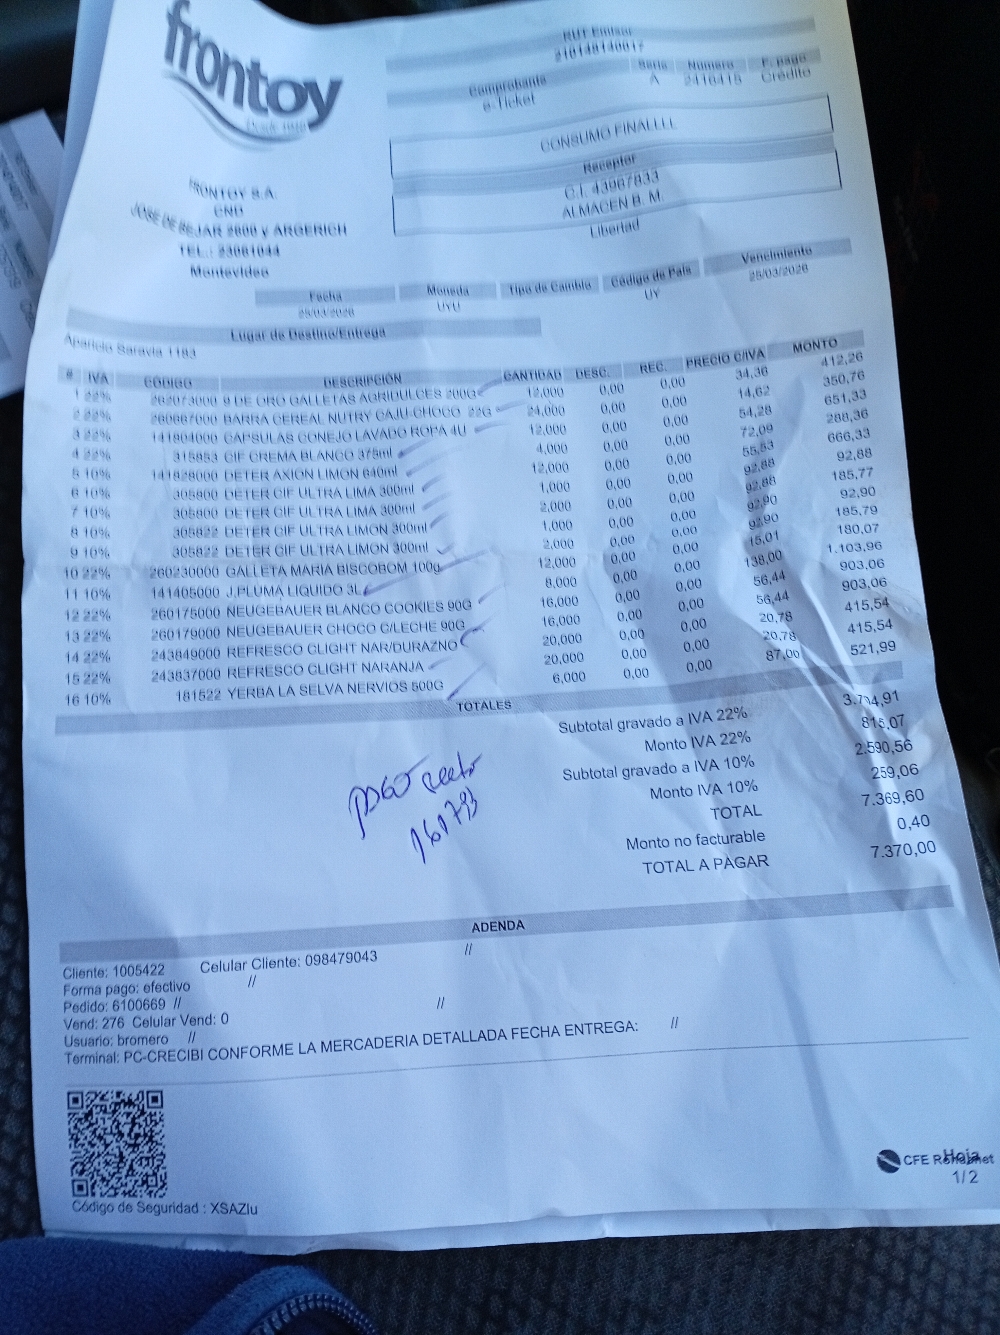 frontoy
Desde 1910
FRONTOY S.A.
CND
JOSE DE BEJAR 2600 y ARGERICH
TEL.: 23061044
Montevideo
RUT Emisor
210148140017
Comprobante Serie Número F. pago
e-Ticket A 2416415 Crédito
CONSUMO FINALLLL
Receptor
C.I. 43967833
ALMACEN B. M.
Libertad
Fecha Moneda Tipo de Cambio Código de País Vencimiento
25/03/2026 UYU UY 25/03/2026
Lugar de Destino/Entrega
Aparicio Saravia 1183
# IVA CÓDIGO DESCRIPCIÓN CANTIDAD DESC. REC. PRECIO C/IVA MONTO
1 22% 262073000 9 DE ORO GALLETAS AGRIDULCES 200G 12,000 0,00 0,00 34,36 412,26
2 22% 260667000 BARRA CEREAL NUTRY CAJU-CHOCO 22G 24,000 0,00 0,00 14,62 350,76
3 22% 141804000 CAPSULAS CONEJO LAVADO ROPA 4U 12,000 0,00 0,00 54,28 651,33
4 22% 315853 CIF CREMA BLANCO 375ml 4,000 0,00 0,00 72,09 288,36
5 10% 141828000 DETER AXION LIMON 640ml 12,000 0,00 0,00 55,53 666,33
6 10% 305800 DETER CIF ULTRA LIMA 300ml 1,000 0,00 0,00 92,88 92,88
7 10% 305800 DETER CIF ULTRA LIMA 300ml 2,000 0,00 0,00 92,88 185,77
8 10% 305822 DETER CIF ULTRA LIMON 300ml 1,000 0,00 0,00 92,90 92,90
9 10% 305822 DETER CIF ULTRA LIMON 300ml 2,000 0,00 0,00 92,90 185,79
10 22% 260230000 GALLETA MARIA BISCOBOM 100g 12,000 0,00 0,00 15,01 180,07
11 10% 141405000 J.PLUMA LIQUIDO 3L 8,000 0,00 0,00 138,00 1.103,96
12 22% 260175000 NEUGEBAUER BLANCO COOKIES 90G 16,000 0,00 0,00 56,44 903,06
13 22% 260179000 NEUGEBAUER CHOCO C/LECHE 90G 16,000 0,00 0,00 56,44 903,06
14 22% 243849000 REFRESCO CLIGHT NAR/DURAZNO 20,000 0,00 0,00 20,78 415,54
15 22% 243837000 REFRESCO CLIGHT NARANJA 20,000 0,00 0,00 20,78 415,54
16 10% 181522 YERBA LA SELVA NERVIOS 500G 6,000 0,00 0,00 87,00 521,99
TOTALES
Subtotal gravado a IVA 22% 3.704,91
Monto IVA 22% 815,07
Subtotal gravado a IVA 10% 2.590,56
Monto IVA 10% 259,06
TOTAL 7.369,60
Monto no facturable 0,40
TOTAL A PAGAR 7.370,00
pago
160793
ADENDA
Cliente: 1005422 Celular Cliente: 098479043 //
Forma pago: efectivo //
Pedido: 6100669 // //
Vend: 276 Celular Vend: 0
Usuario: bromero //
Terminal: PC-CRECIBI CONFORME LA MERCADERIA DETALLADA FECHA ENTREGA: //
Código de Seguridad : XSAZlu
CFE
Hoja
1/2